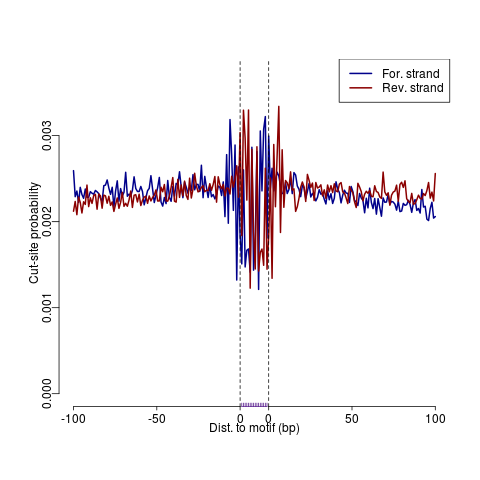 For. strand
Rev. strand
Cut-site probability
0.003
0.002
0.001
0.000
-100
-50
0
0
50
100
Dist. to motif (bp)